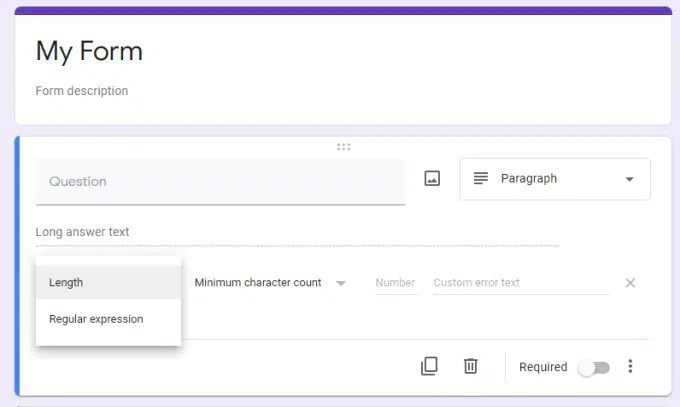 My Form
Form description
Question
Paragraph
Long answer text
Length
Minimum character count
Number
Custom error text
Regular expression
Required